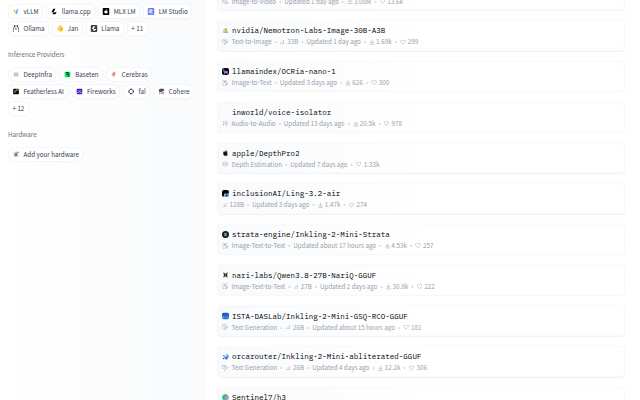 vLLM llama.cpp MLX LM LM Studio
Ollama Jan Llama + 11
Inference Providers
DeepInfra Baseten Cerebras
Featherless AI Fireworks fal Cohere
+ 12
Hardware
Add your hardware
nvidia/Nemotron-Labs-Image-30B-A3B
Text-to-Image • 33B • Updated 1 day ago • 1.69k • 299
llamaindex/OCRia-nano-1
Image-to-Text • Updated 3 days ago • 626 • 300
inworld/voice-isolator
Audio-to-Audio • Updated 13 days ago • 20.5k • 978
apple/DepthPro2
Depth Estimation • Updated 7 days ago • 1.33k
inclusionAI/Ling-3.2-air
128B • Updated 3 days ago • 1.47k • 274
strata-engine/Inkling-2-Mini-Strata
Image-Text-to-Text • Updated about 17 hours ago • 4.53k • 257
nari-labs/Qwen3.8-27B-NariQ-GGUF
Image-Text-to-Text • 27B • Updated 2 days ago • 30.8k • 222
ISTA-DASLab/Inkling-2-Mini-GSQ-RCO-GGUF
Text Generation • 26B • Updated about 15 hours ago • 181
orcarouter/Inkling-2-Mini-abliterated-GGUF
Text Generation • 26B • Updated 4 days ago • 12.2k • 306
Sentinel7/h3